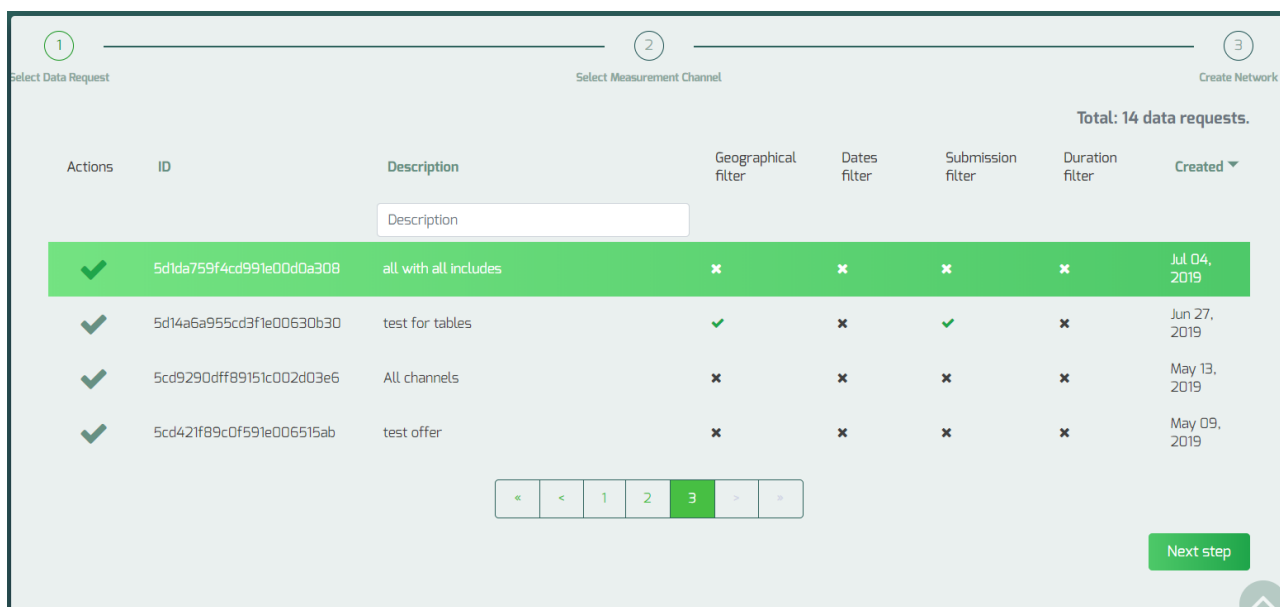 1 2 3
Select Data Request Select Measurement Channel Create Network
Total: 14 data requests.
Actions ID Description Geographical filter Dates filter Submission filter Duration filter Created
Description
5d1da759f4cd991e00d0a308 all with all includes Jul 04, 2019
5d14a6a955cd3f1e00630b30 test for tables Jun 27, 2019
5cd9290dff89151c002d03e6 All channels May 13, 2019
5cd421f89c0f591e006515ab test offer May 09, 2019
« < 1 2 3 > »
Next step